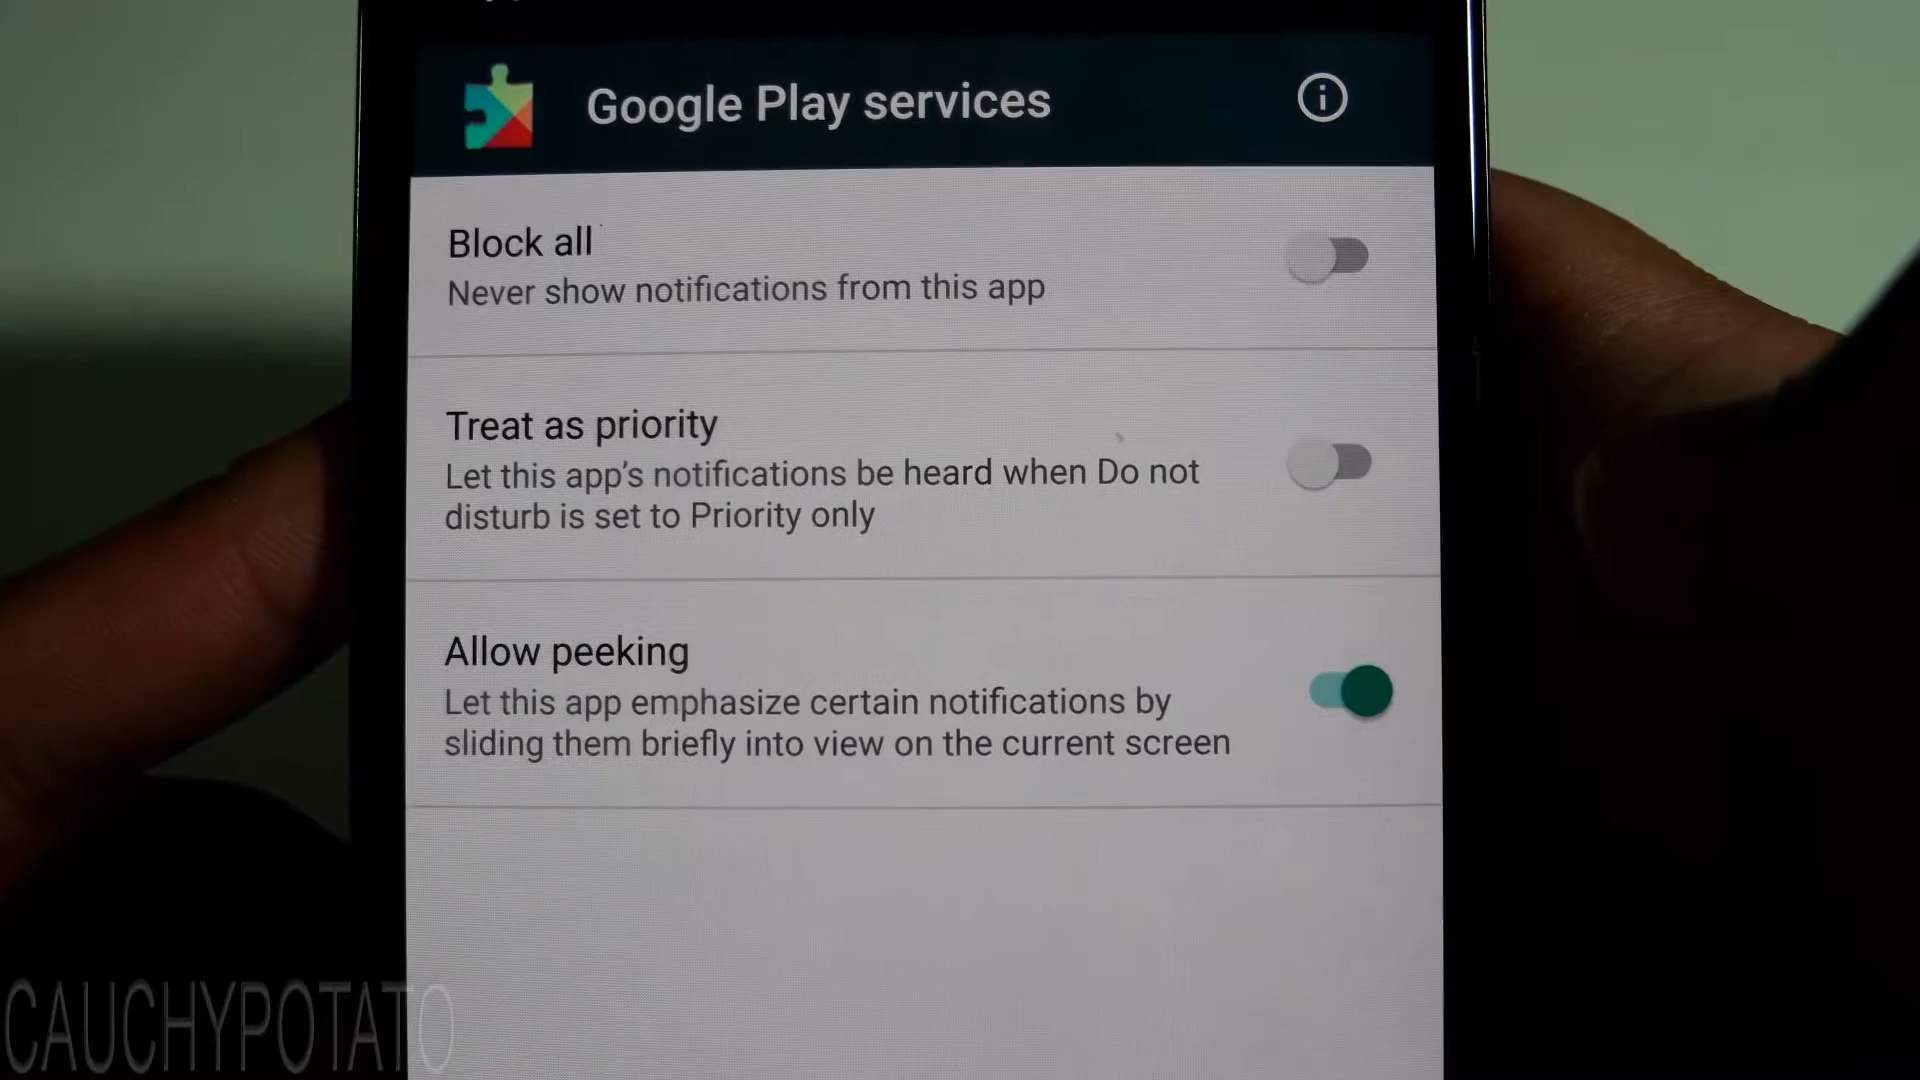 Google Play services
Block all
Never show notifications from this app
Treat as priority
Let this app's notifications be heard when Do not
disturb is set to Priority only
Allow peeking
Let this app emphasize certain notifications by
sliding them briefly into view on the current screen
CAUCHYPOTATO